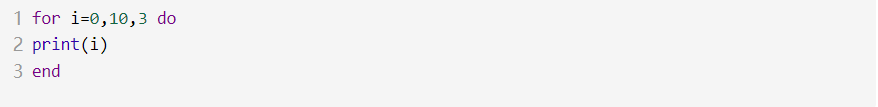 1 for i=0,10,3 do
2 print(i)
3 end